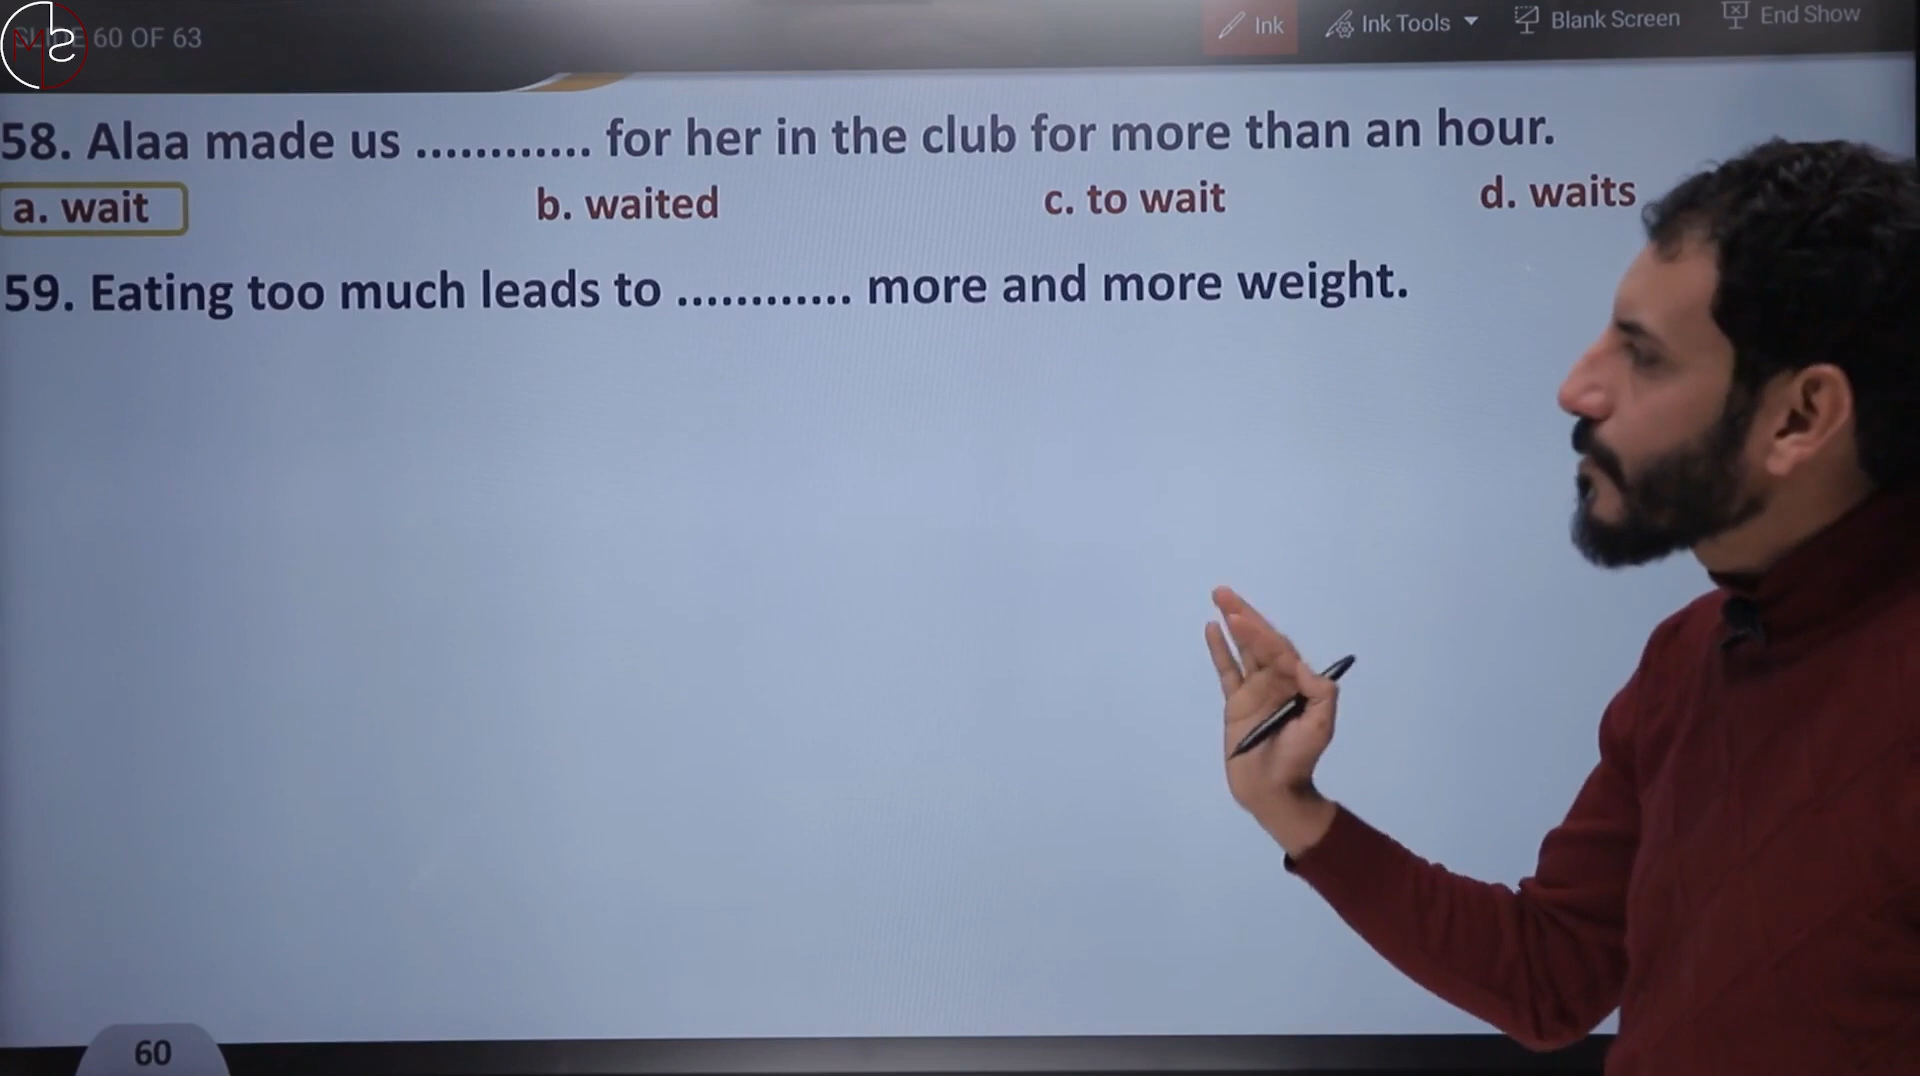 SLIDE 60 OF 63
Ink
Ink Tools
Blank Screen
End Show
58. Alaa made us ............ for her in the club for more than an hour.
a. wait b. waited c. to wait d. waits
59. Eating too much leads to ............ more and more weight.
60